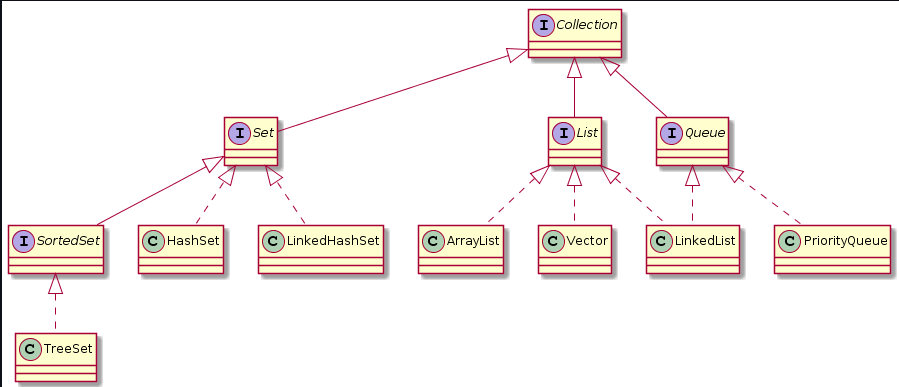 I Collection
I Set
I List
I Queue
I SortedSet
C HashSet
C LinkedHashSet
C ArrayList
C Vector
C LinkedList
C PriorityQueue
C TreeSet